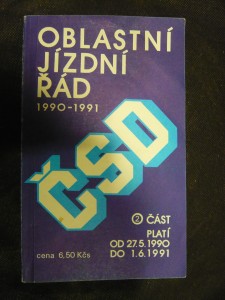 OBLASTNÍ
JÍZDNÍ
ŘÁD
1990-1991
ČSD
② ČÁST
PLATÍ
OD 27.5.1990
DO 1.6.1991
cena 6,50 Kčs